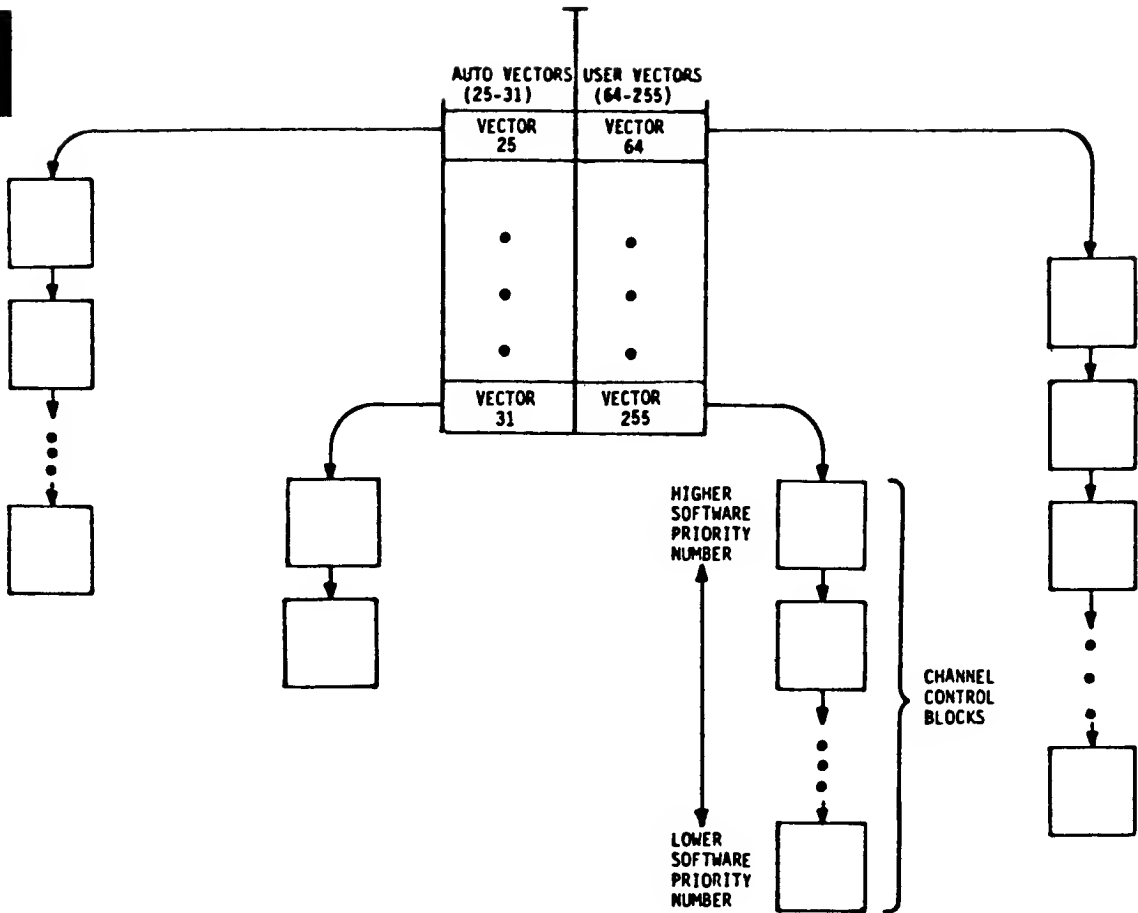 AUTO VECTORS
(25-31)
USER VECTORS
(64-255)
VECTOR
25
VECTOR
64
VECTOR
31
VECTOR
255
HIGHER
SOFTWARE
PRIORITY
NUMBER
CHANNEL
CONTROL
BLOCKS
LOWER
SOFTWARE
PRIORITY
NUMBER